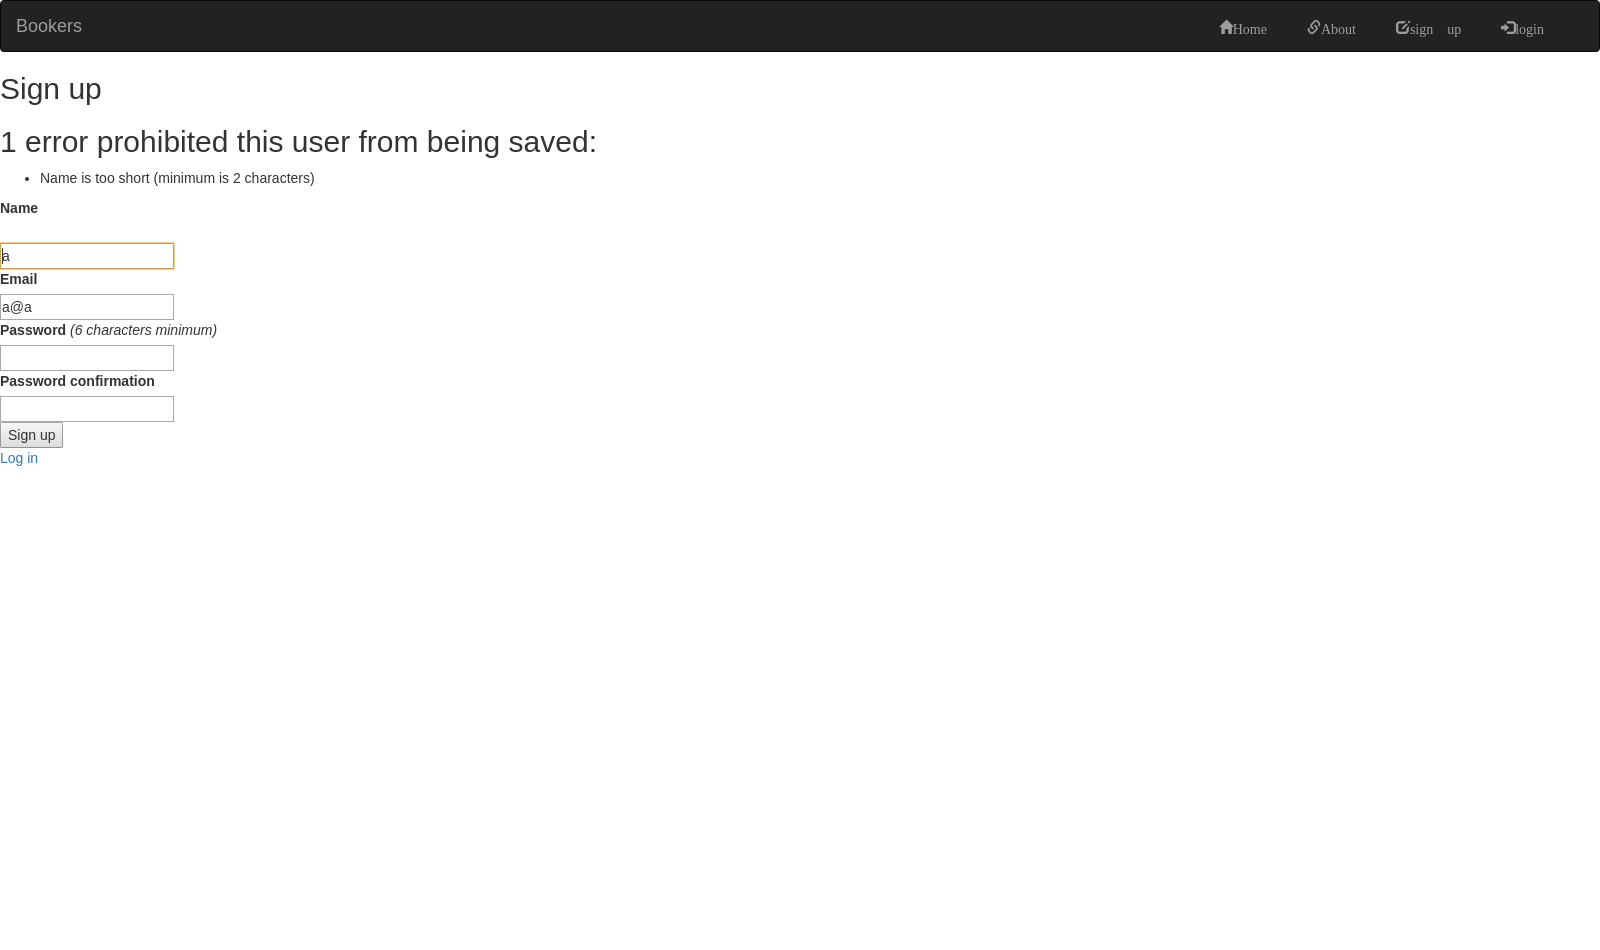 Bookers Home About sign up login
Sign up
1 error prohibited this user from being saved:
• Name is too short (minimum is 2 characters)
Name
a
Email
a@a
Password (6 characters minimum)
Password confirmation
Sign up
Log in